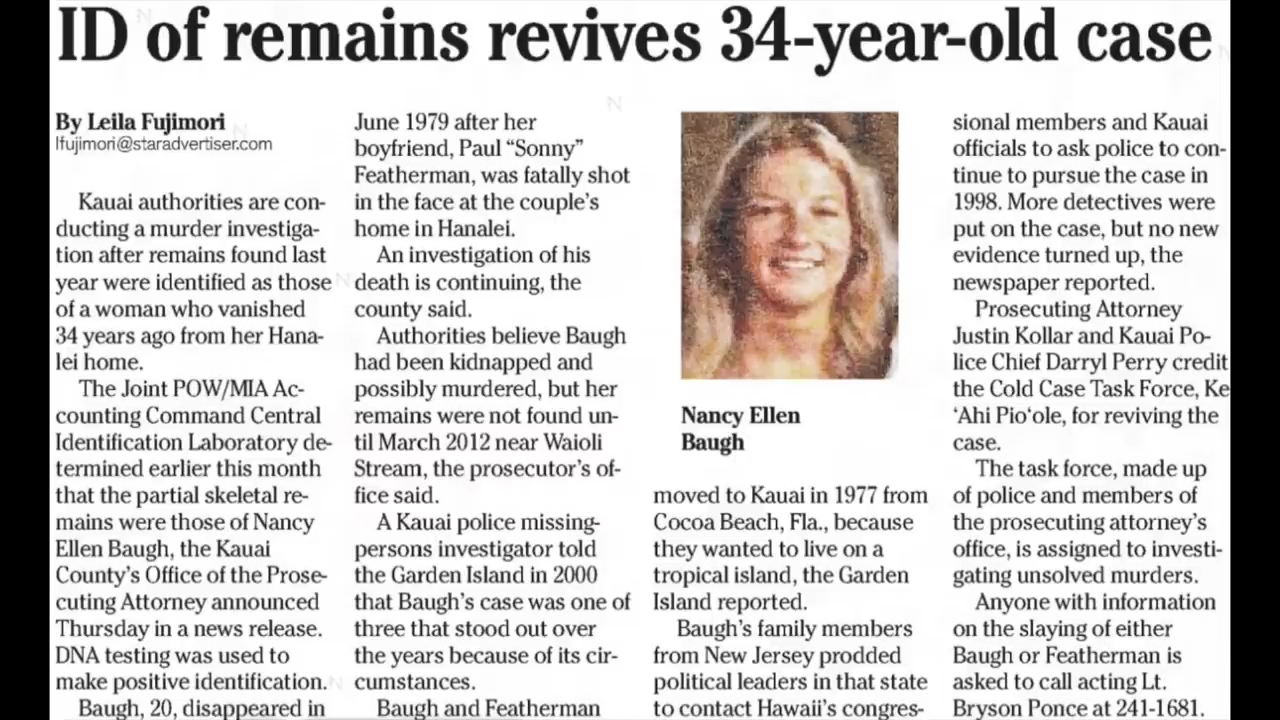 ID of remains revives 34-year-old case
By Leila Fujimori
lfujimori@staradvertiser.com
Kauai authorities are con-
ducting a murder investiga-
tion after remains found last
year were identified as those
of a woman who vanished
34 years ago from her Hana-
lei home.
The Joint POW/MIA Ac-
counting Command Central
Identification Laboratory de-
termined earlier this month
that the partial skeletal re-
mains were those of Nancy
Ellen Baugh, the Kauai
County's Office of the Prose-
cuting Attorney announced
Thursday in a news release.
DNA testing was used to
make positive identification.
Baugh, 20, disappeared in
June 1979 after her
boyfriend, Paul “Sonny”
Featherman, was fatally shot
in the face at the couple's
home in Hanalei.
An investigation of his
death is continuing, the
county said.
Authorities believe Baugh
had been kidnapped and
possibly murdered, but her
remains were not found un-
til March 2012 near Waioli
Stream, the prosecutor's of-
fice said.
A Kauai police missing-
persons investigator told
the Garden Island in 2000
that Baugh's case was one of
three that stood out over
the years because of its cir-
cumstances.
Baugh and Featherman
Nancy Ellen
Baugh
moved to Kauai in 1977 from
Cocoa Beach, Fla., because
they wanted to live on a
tropical island, the Garden
Island reported.
Baugh's family members
from New Jersey prodded
political leaders in that state
to contact Hawaii's congres-
sional members and Kauai
officials to ask police to con-
tinue to pursue the case in
1998. More detectives were
put on the case, but no new
evidence turned up, the
newspaper reported.
Prosecuting Attorney
Justin Kollar and Kauai Po-
lice Chief Darryl Perry credit
the Cold Case Task Force, Ke
‘Ahi Pio‘ole, for reviving the
case.
The task force, made up
of police and members of
the prosecuting attorney's
office, is assigned to investi-
gating unsolved murders.
Anyone with information
on the slaying of either
Baugh or Featherman is
asked to call acting Lt.
Bryson Ponce at 241-1681.